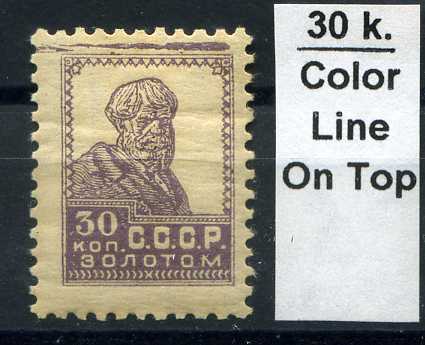 30 коп.
С.С.С.Р.
ЗОЛОТОМ
30 k.
Color
Line
On Top